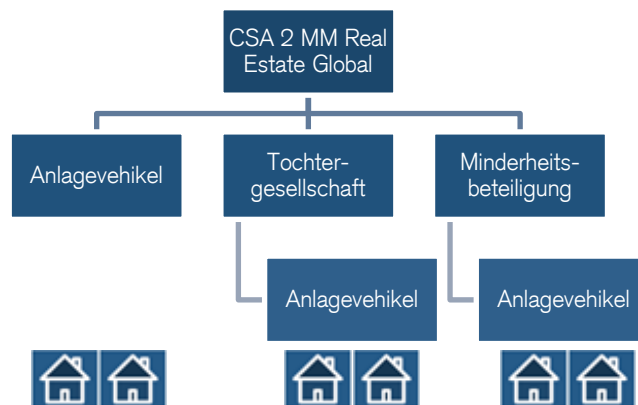 CSA 2 MM Real
Estate Global
Anlagevehikel
Tochter-
gesellschaft
Minderheits-
beteiligung
Anlagevehikel
Anlagevehikel